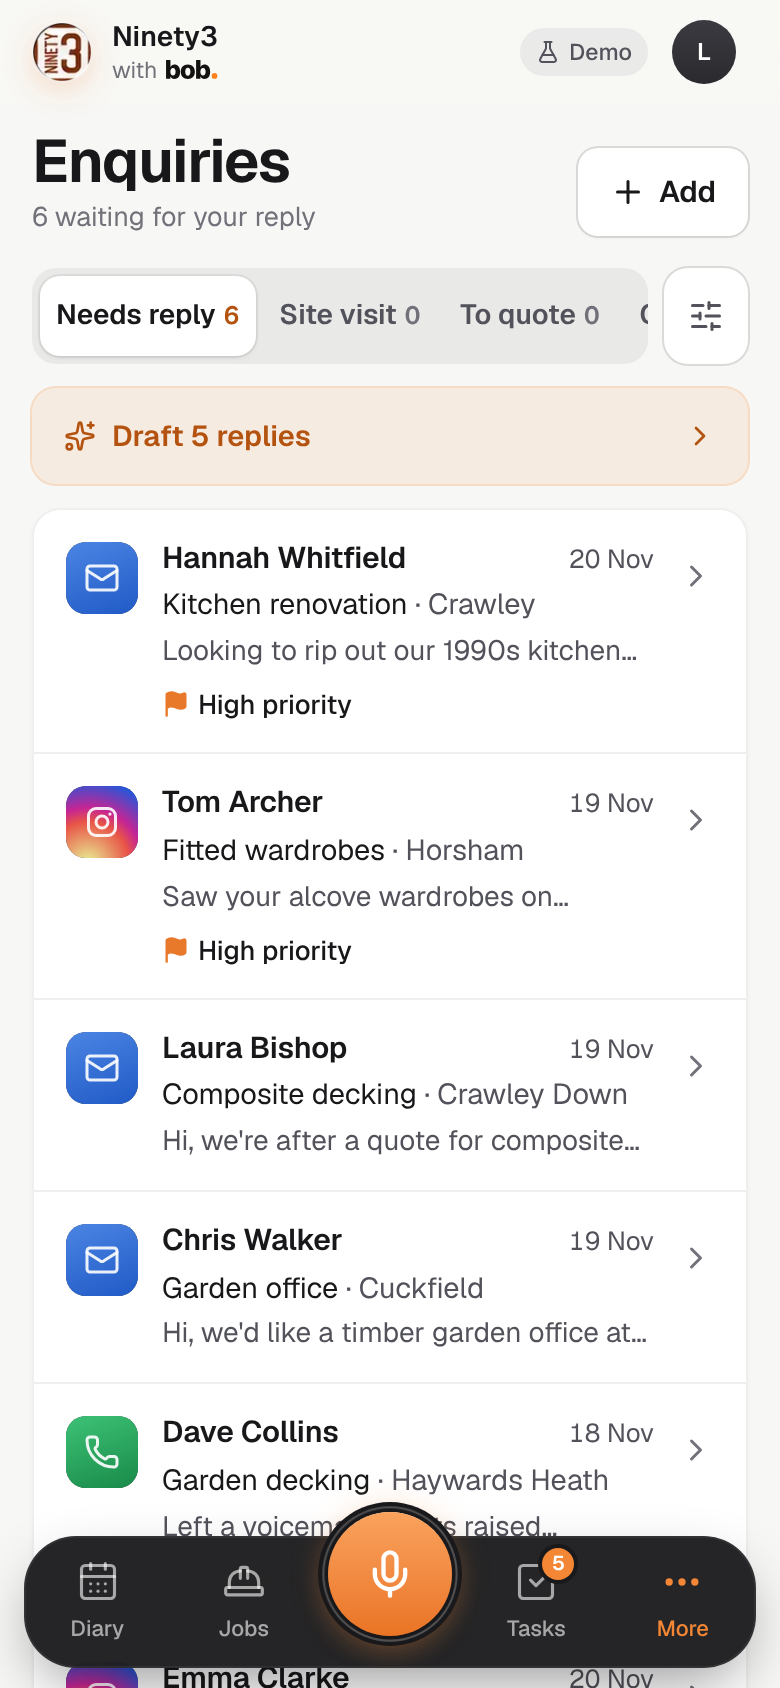 NINETY 3
Ninety3
with bob.
Demo
L
Enquiries
6 waiting for your reply
Add
Needs reply 6
Site visit 0
To quote 0
Draft 5 replies
Hannah Whitfield
20 Nov
Kitchen renovation · Crawley
Looking to rip out our 1990s kitchen...
High priority
Tom Archer
19 Nov
Fitted wardrobes · Horsham
Saw your alcove wardrobes on...
High priority
Laura Bishop
19 Nov
Composite decking · Crawley Down
Hi, we're after a quote for composite...
Chris Walker
19 Nov
Garden office · Cuckfield
Hi, we'd like a timber garden office at...
Dave Collins
18 Nov
Garden decking · Haywards Heath
Left a raised...
5
Diary
Jobs
Tasks
More
Emma Clarke
20 Nov